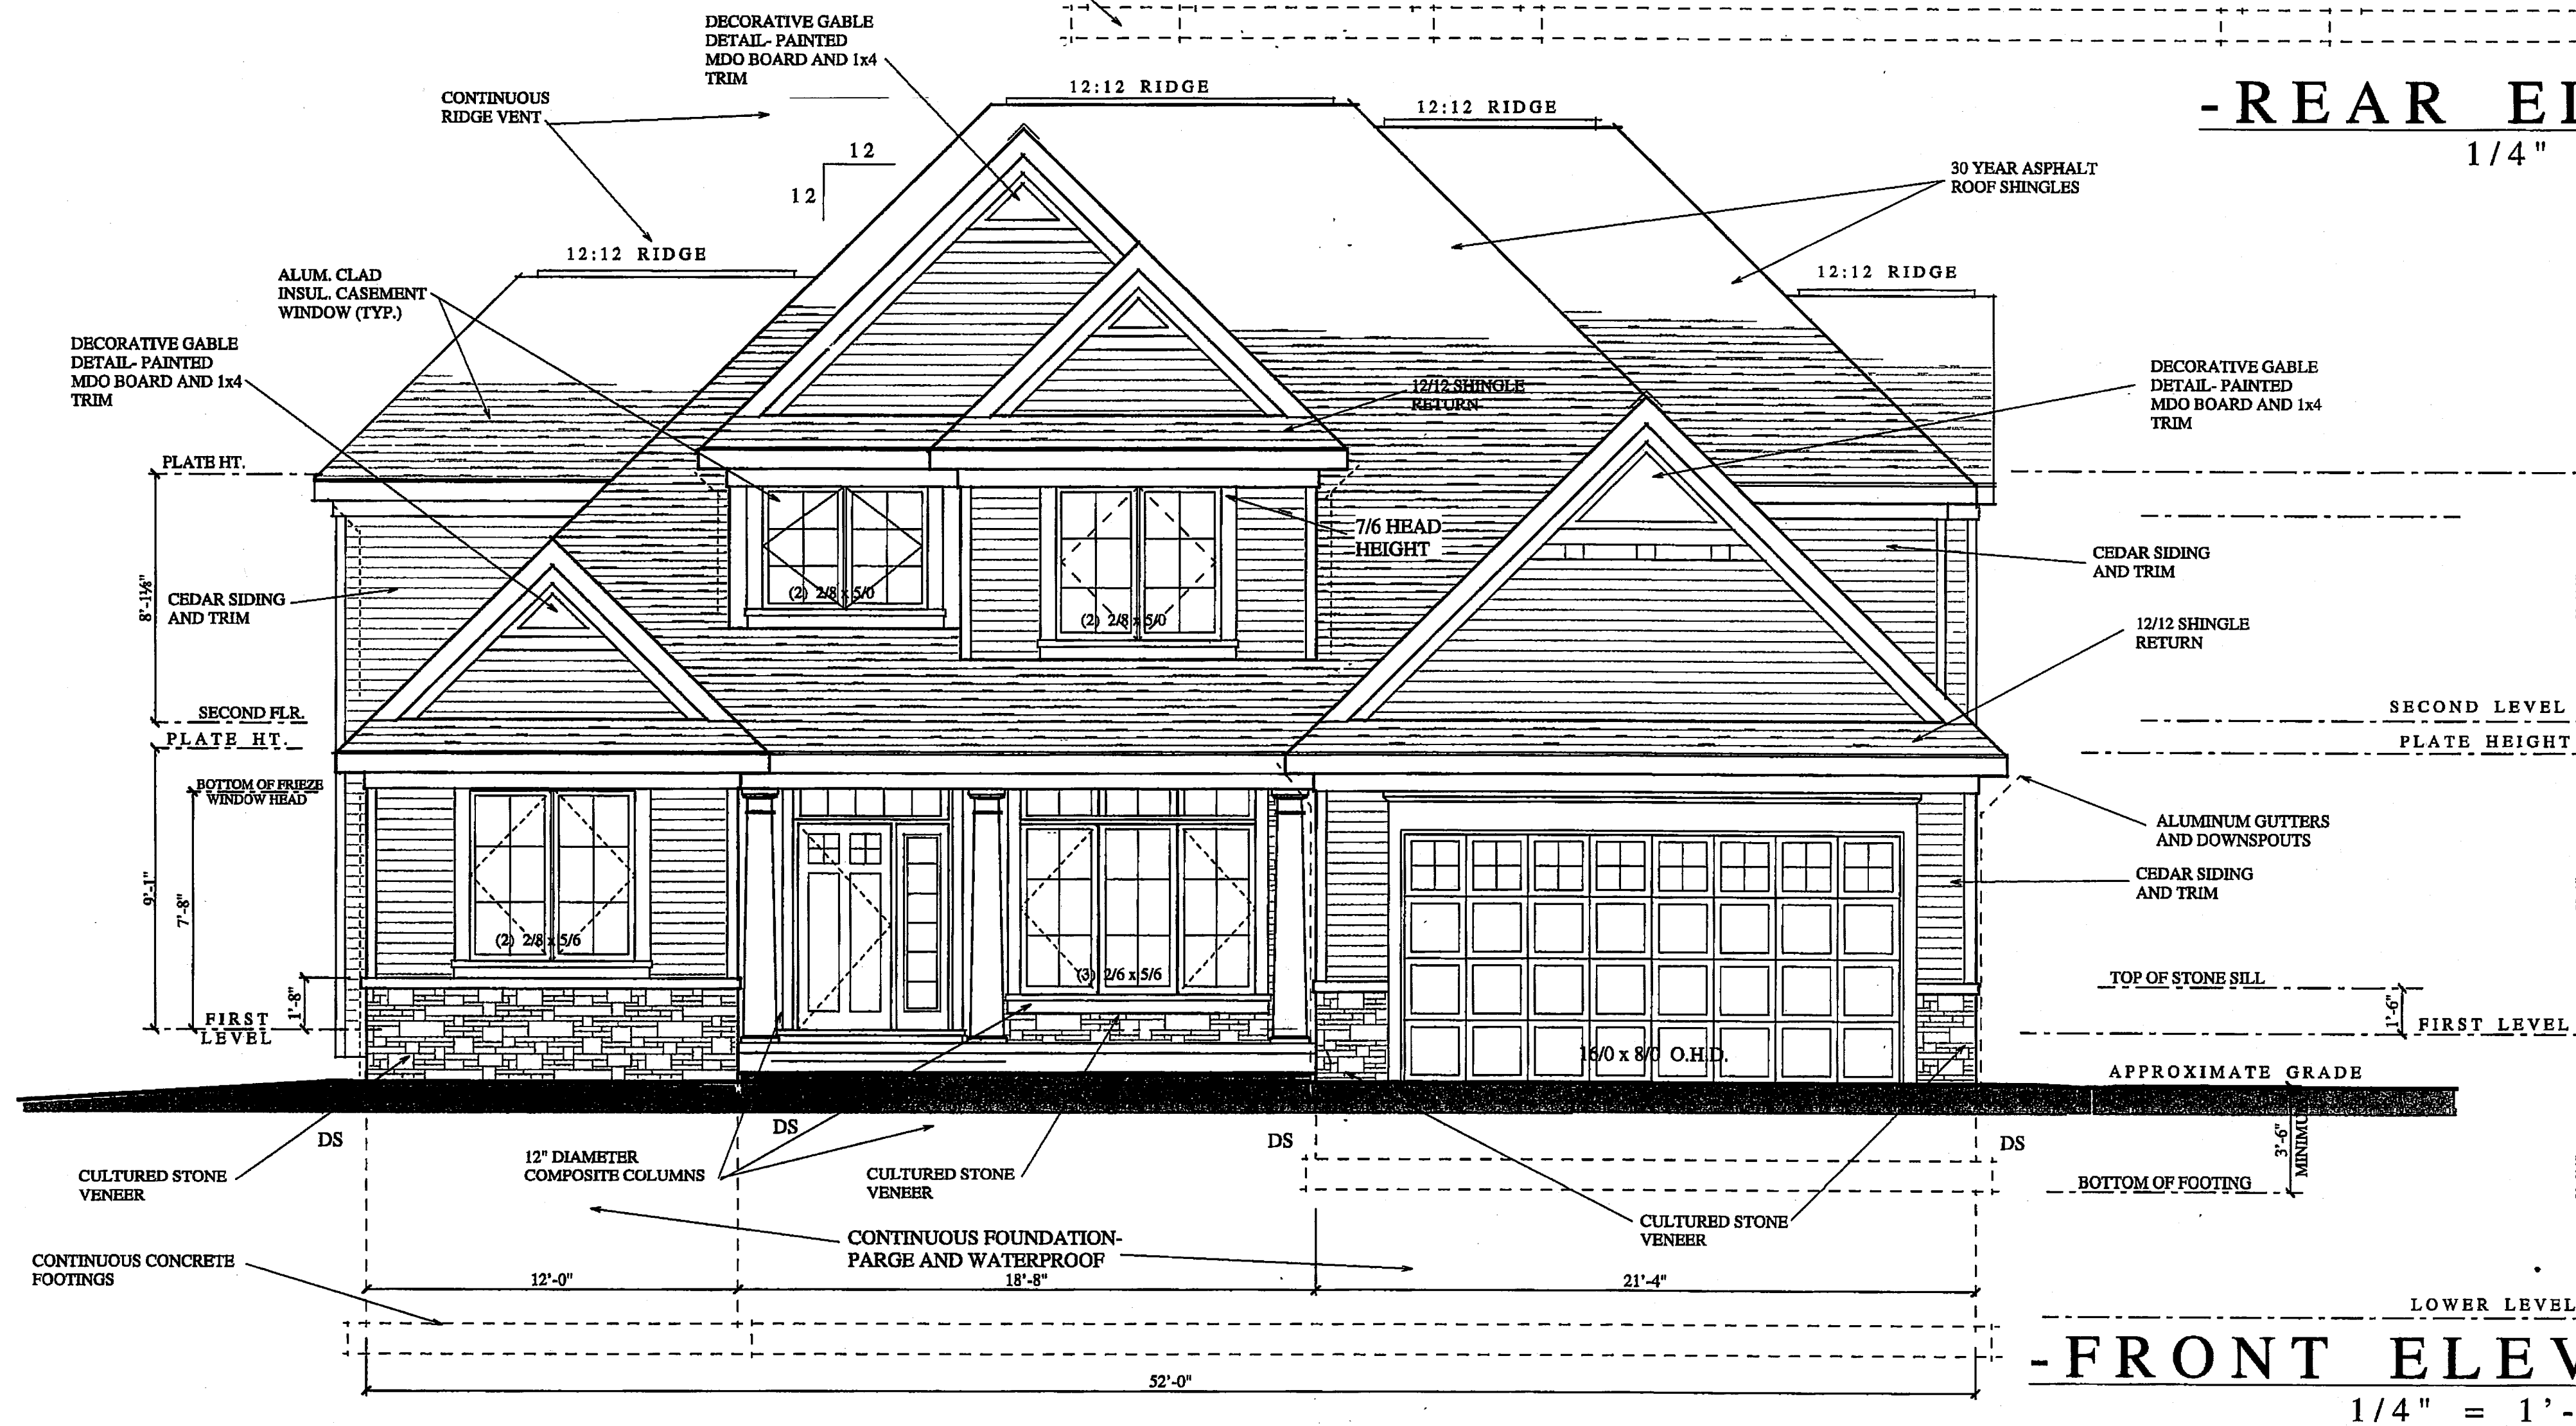 DECORATIVE GABLE
DETAIL- PAINTED
MDO BOARD AND 1x4
TRIM
CONTINUOUS
RIDGE VENT
12:12 RIDGE
12:12 RIDGE
-REAR
1/4"
12
12
30 YEAR ASPHALT
ROOF SHINGLES
12:12 RIDGE
12:12 RIDGE
ALUM. CLAD
INSUL. CASEMENT
WINDOW (TYP.)
DECORATIVE GABLE
DETAIL- PAINTED
MDO BOARD AND 1x4
TRIM
12/12 SHINGLE
RETURN
DECORATIVE GABLE
DETAIL- PAINTED
MDO BOARD AND 1x4
TRIM
PLATE HT.
7/6 HEAD
HEIGHT
8'-1⅛"
CEDAR SIDING
AND TRIM
(2) 2/8 x 5/0
(2) 2/8 x 5/0
CEDAR SIDING
AND TRIM
12/12 SHINGLE
RETURN
SECOND FLR.
PLATE HT.
SECOND LEVEL
PLATE HEIGHT
BOTTOM OF FRIEZE
WINDOW HEAD
ALUMINUM GUTTERS
AND DOWNSPOUTS
9'-1"
7'-8"
CEDAR SIDING
AND TRIM
(2) 2/8 x 5/6
(3) 2/6 x 5/6
1'-8"
FIRST
LEVEL
TOP OF STONE SILL
1'-6"
FIRST LEVEL
16/0 x 8/0 O.H.D.
APPROXIMATE GRADE
DS
DS
DS
DS
3'-6"
CULTURED STONE
VENEER
12" DIAMETER
COMPOSITE COLUMNS
CULTURED STONE
VENEER
BOTTOM OF FOOTING
CULTURED STONE
VENEER
CONTINUOUS FOUNDATION-
PARGE AND WATERPROOF
CONTINUOUS CONCRETE
FOOTINGS
12'-0"
18'-8"
21'-4"
LOWER LEVEL
-FRONT
52'-0"
1/4" = 1'-